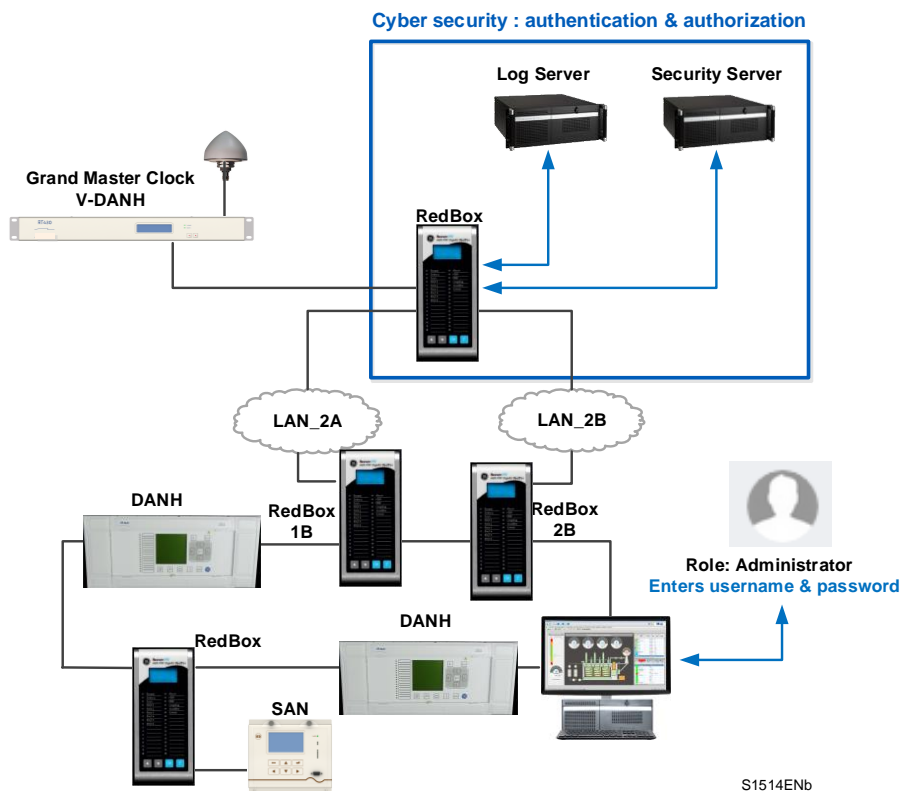 Cyber security : authentication & authorization
Log Server
Security Server
Grand Master Clock
V-DANH
RedBox
LAN_2A
LAN_2B
DANH
RedBox
1B
RedBox
2B
Role: Administrator
Enters username & password
RedBox
DANH
SAN
S1514ENb